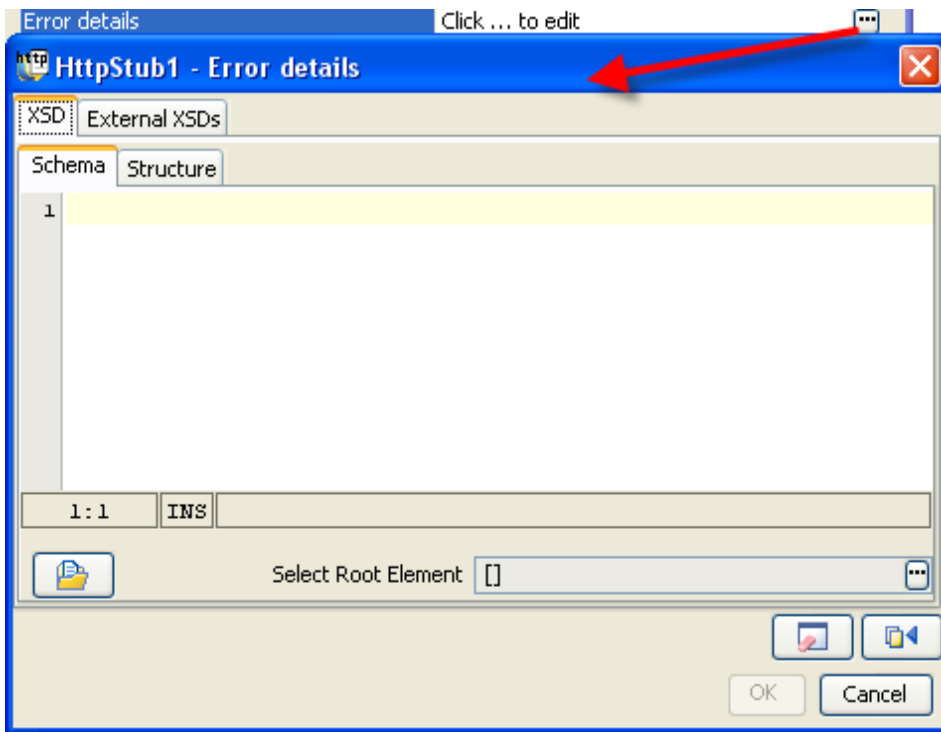 Error details Click ... to edit
http HttpStub1 - Error details
XSD External XSDs
Schema Structure
1
1:1 INS
Select Root Element []
OK Cancel